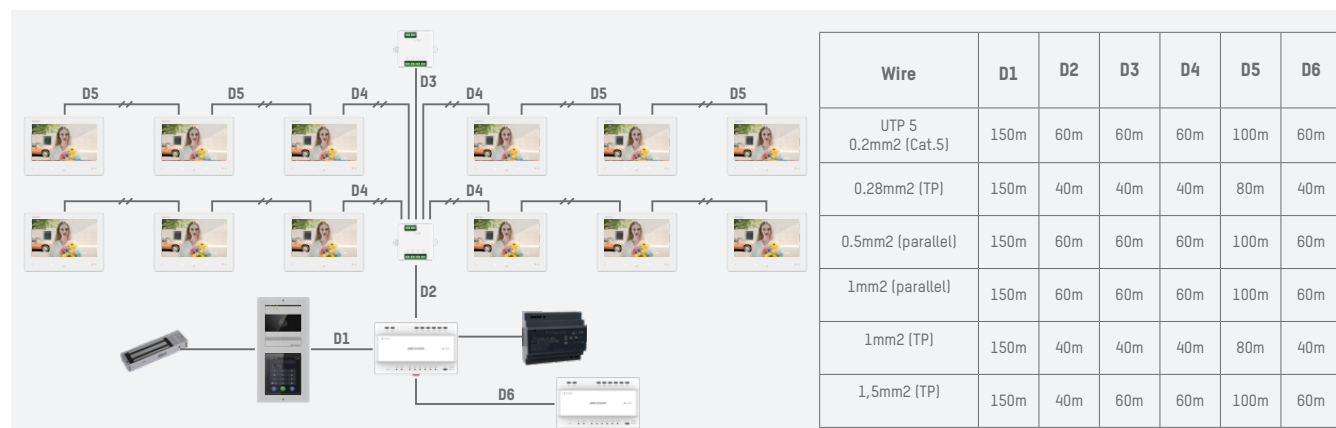 D3
D5 D5 D4 D4 D5 D5
D4 D4
D2
D1
D6
Wire D1 D2 D3 D4 D5 D6
UTP 5
0.2mm2 (Cat.5) 150m 60m 60m 60m 100m 60m
0.28mm2 (TP) 150m 40m 40m 40m 80m 40m
0.5mm2 (parallel) 150m 60m 60m 60m 100m 60m
1mm2 (parallel) 150m 60m 60m 60m 100m 60m
1mm2 (TP) 150m 40m 40m 40m 80m 40m
1,5mm2 (TP) 150m 40m 60m 60m 100m 60m